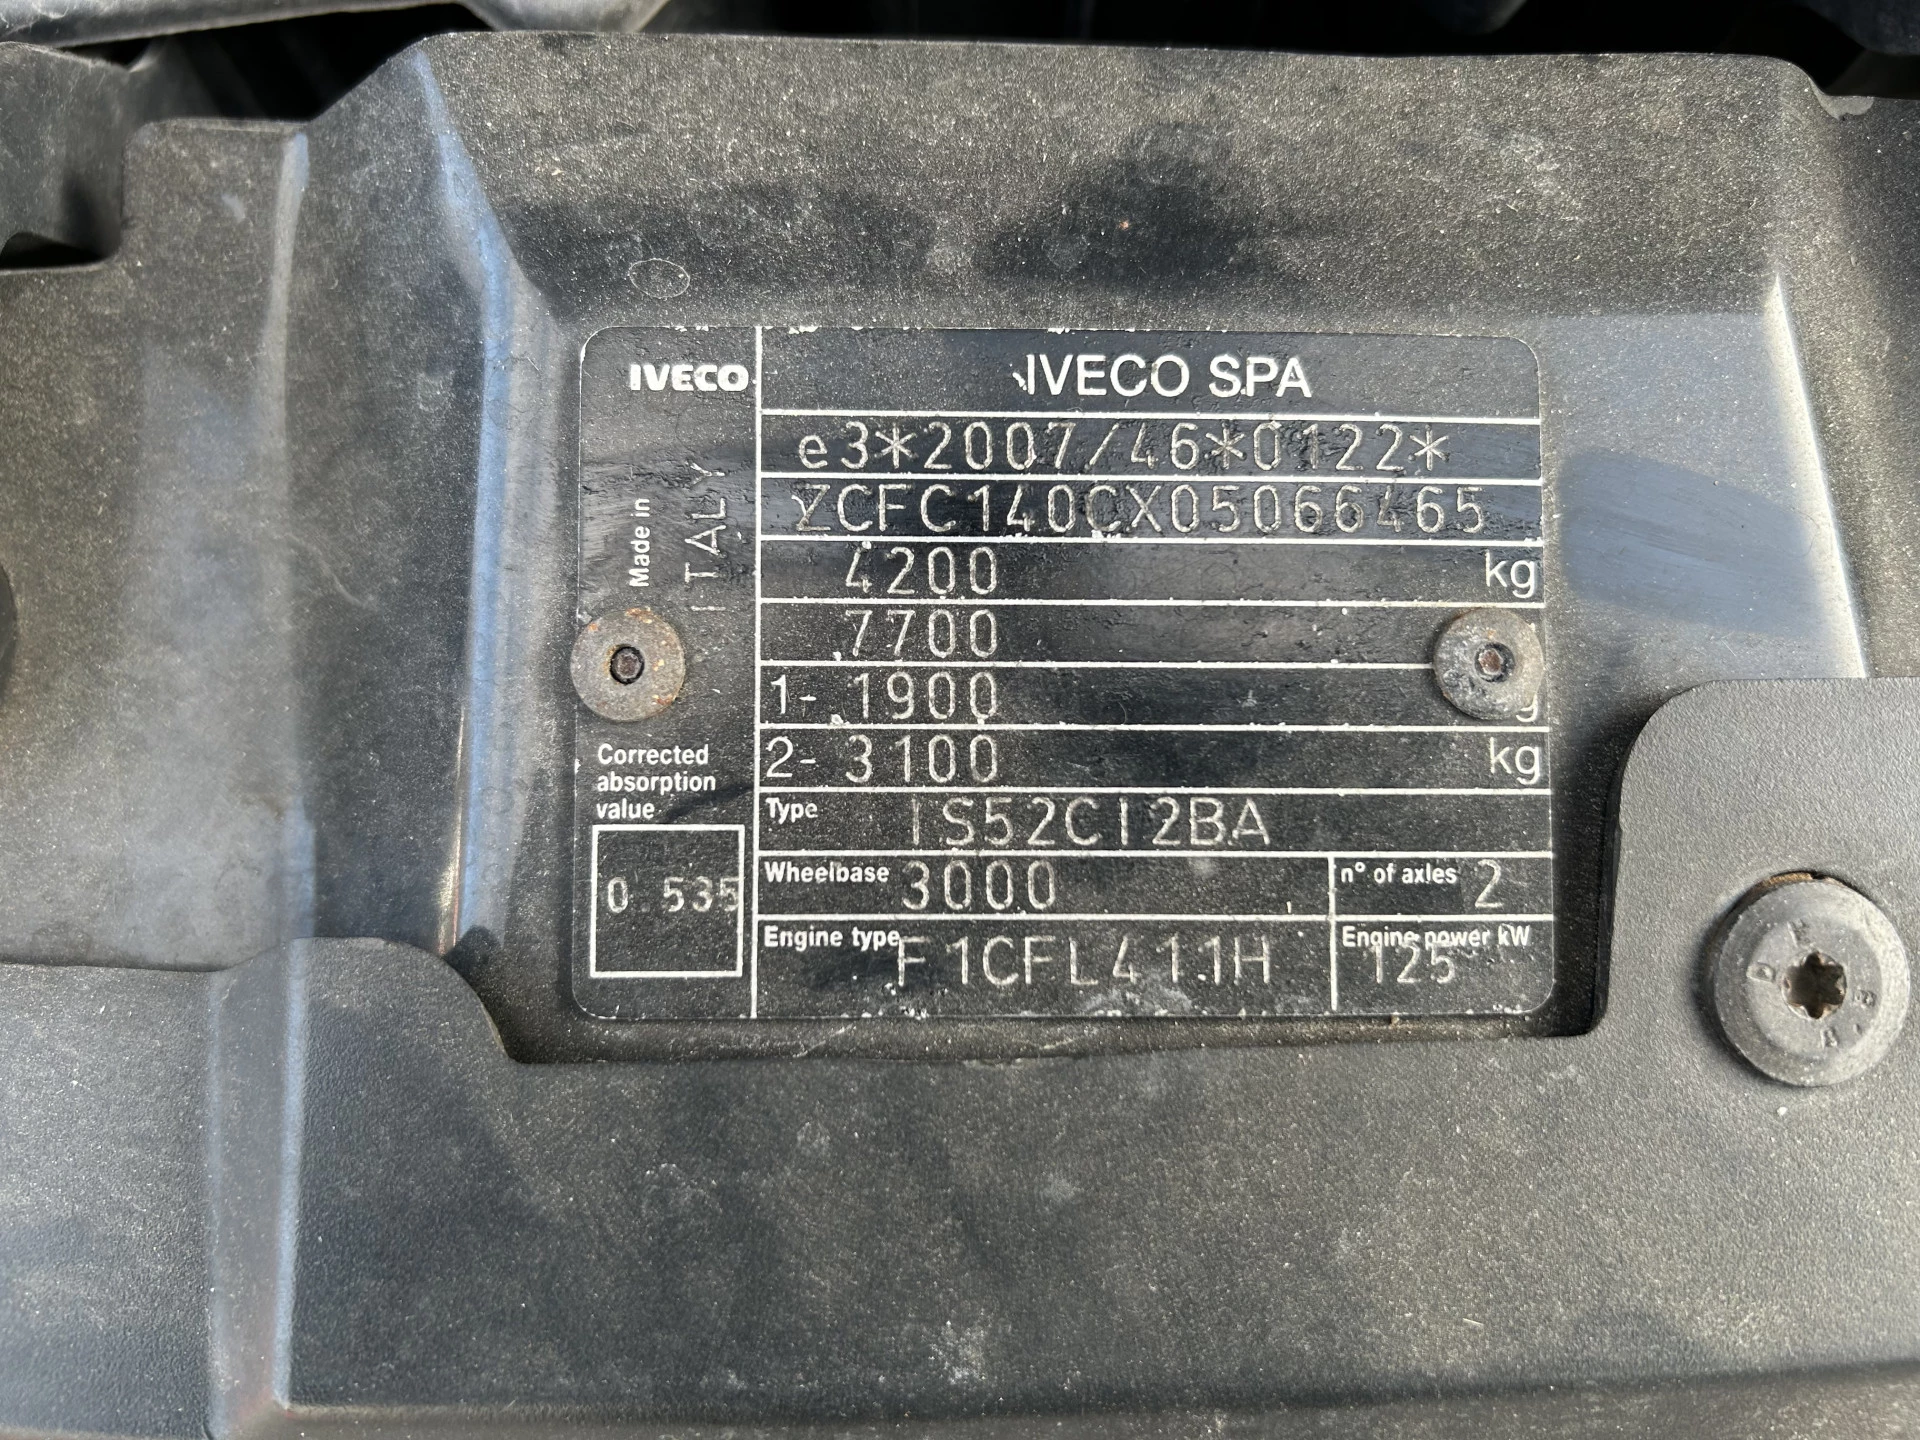 IVECO
IVECO SPA
e3*2007/46*0122*
ZCFC140CX05066465
4200 kg
7700
1- 1900
2- 3100 kg
Type IS52CI2BA
Wheelbase 3000
n° of axles 2
Engine type F1CFL411H
Engine power kW 125
Made in ITALY
Corrected
absorption
value
0 535